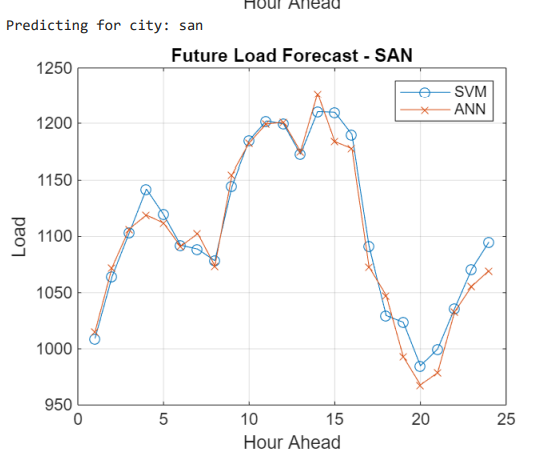 Hour Ahead
Predicting for city: san
Future Load Forecast - SAN
1250
1200
1150
1100
1050
1000
950
Load
SVM
ANN
0 5 10 15 20 25
Hour Ahead